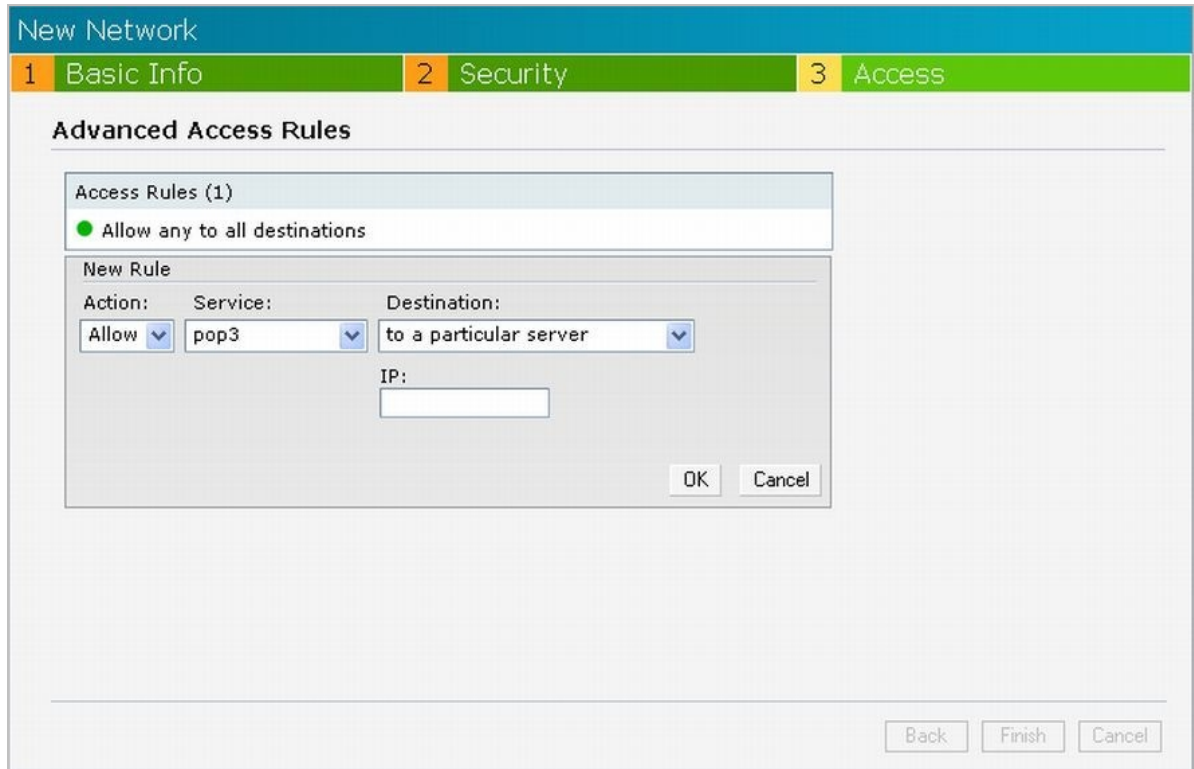 New Network
1 Basic Info 2 Security 3 Access
Advanced Access Rules
Access Rules (1)
Allow any to all destinations
New Rule
Action: Service: Destination:
Allow pop3 to a particular server
IP:
OK Cancel
Back Finish Cancel